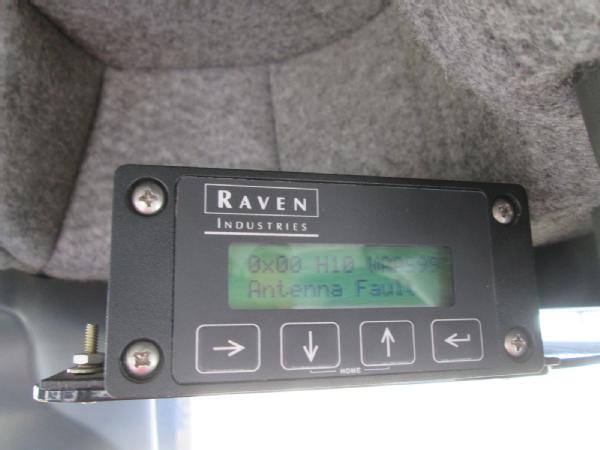 RAVEN
INDUSTRIES
0x00 H10
Antenna Fault
HOME